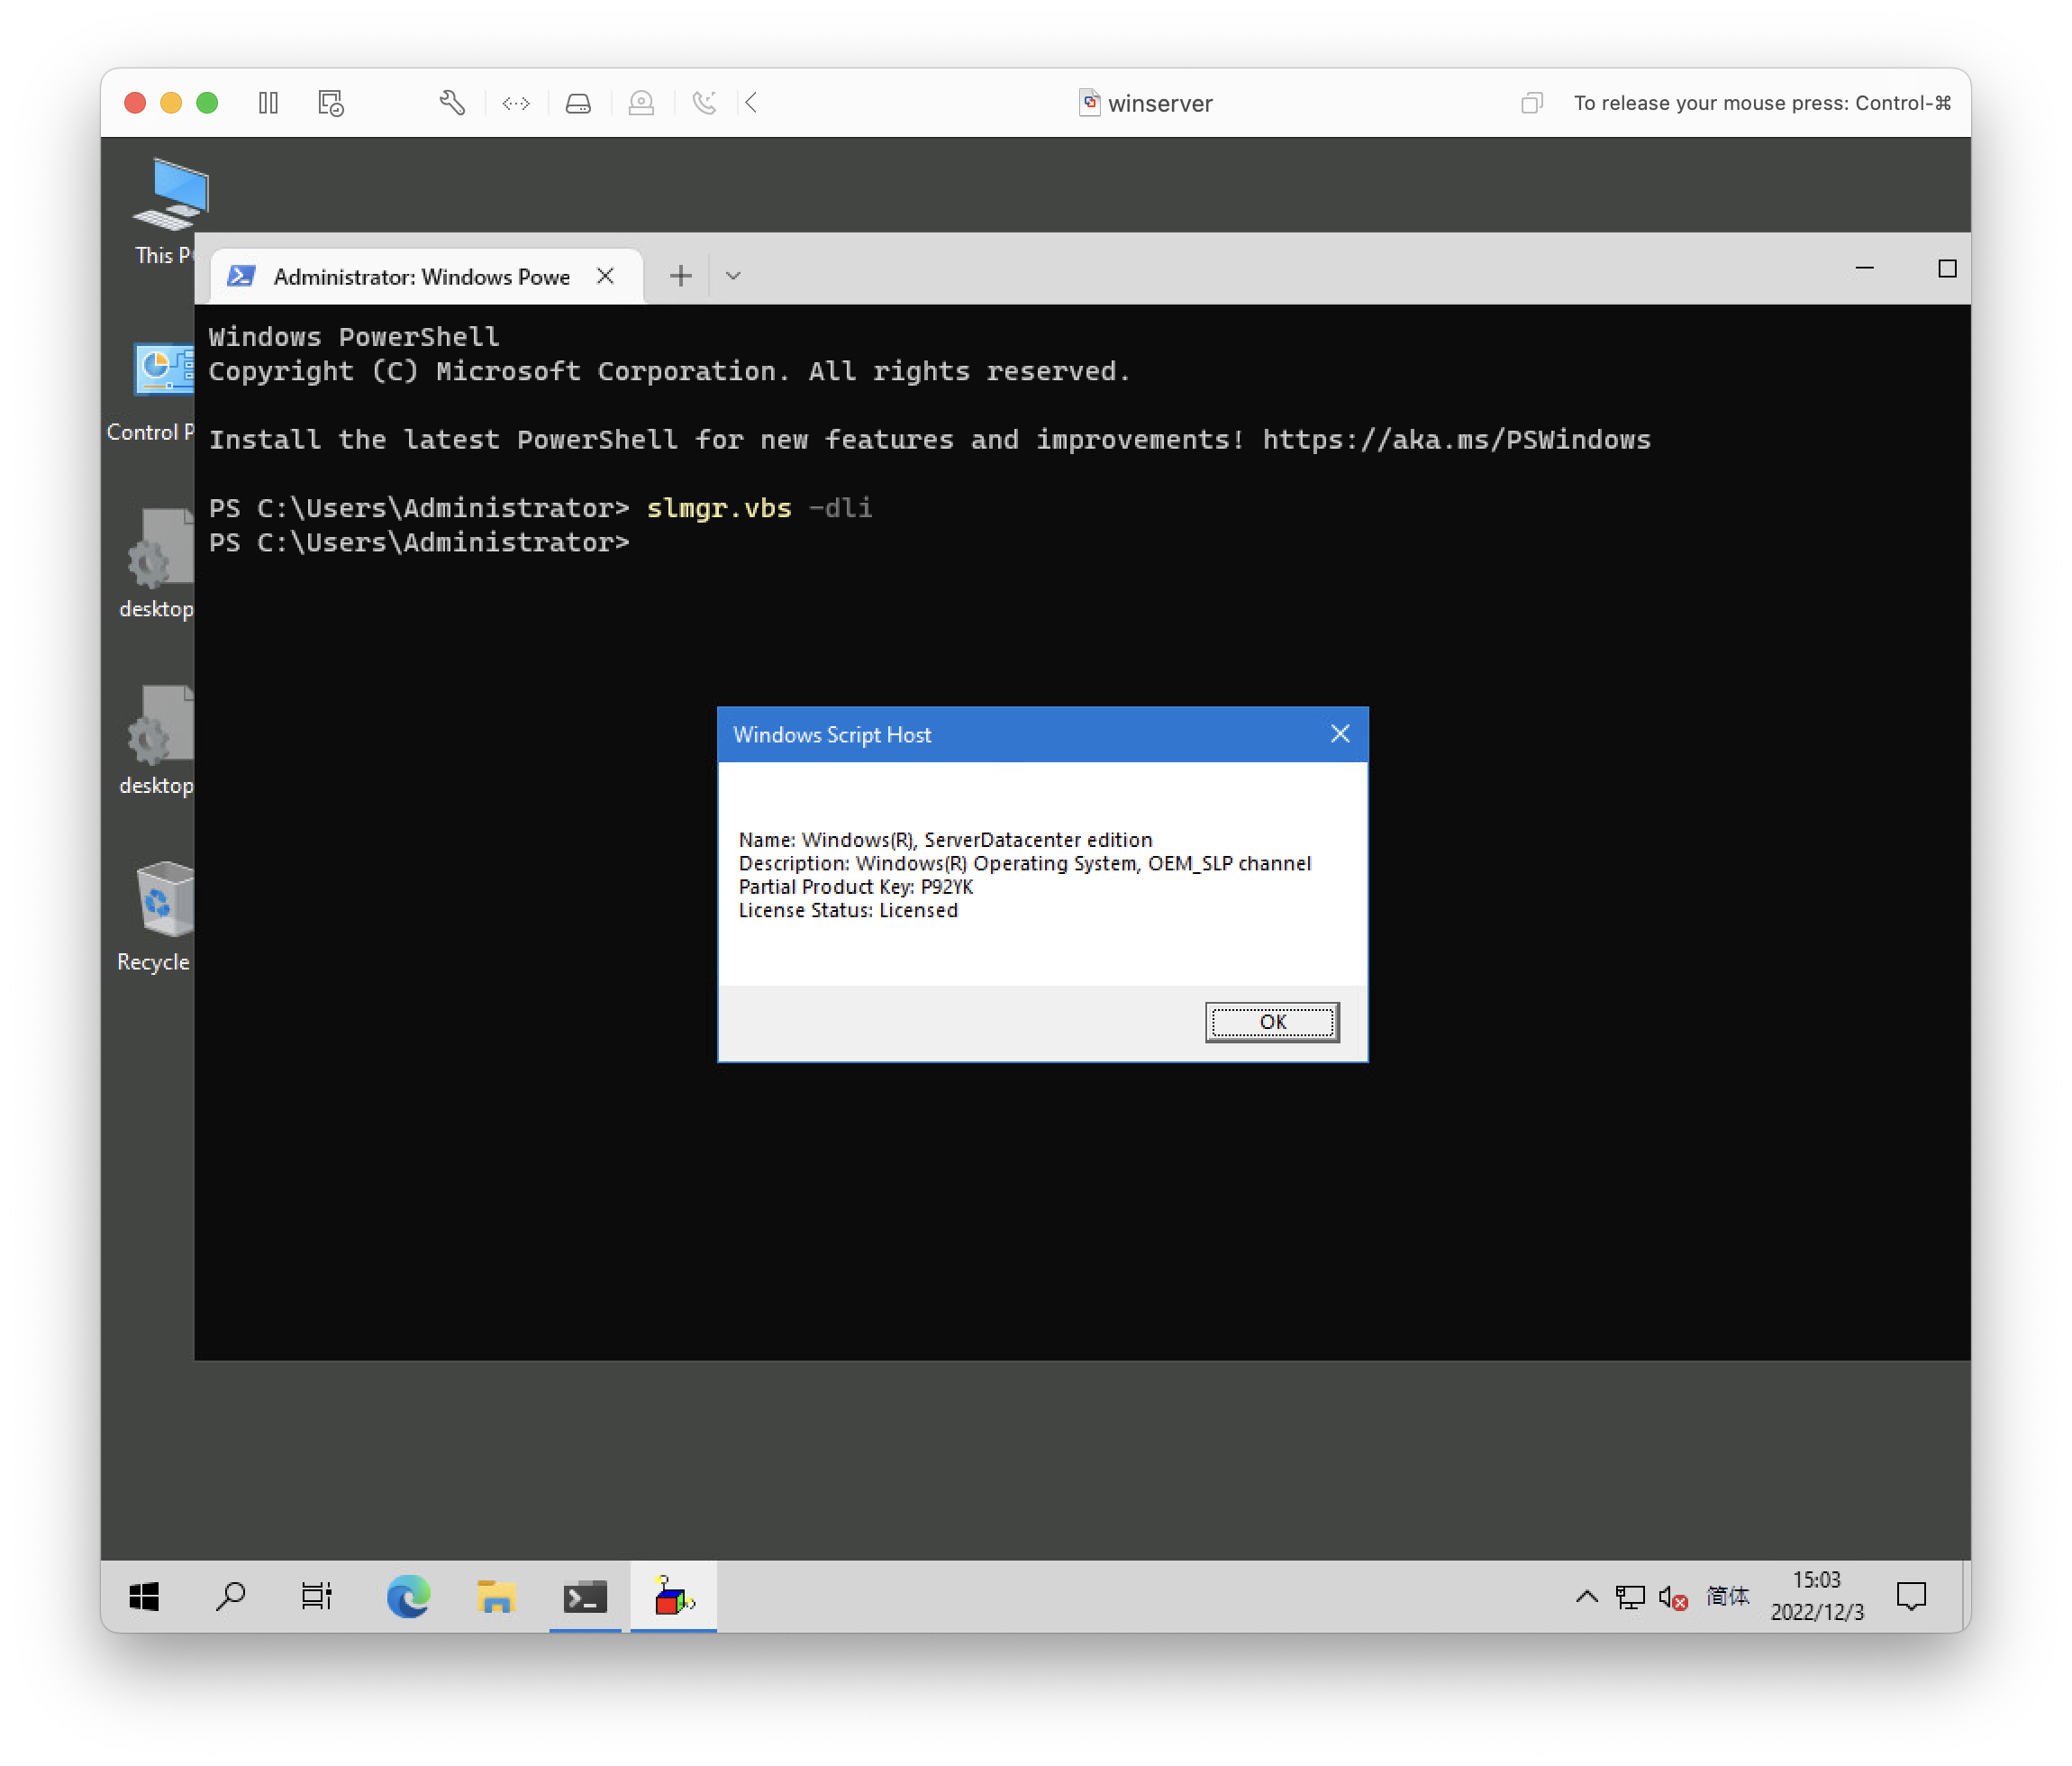 winserver
To release your mouse press: Control-⌘
This P
Administrator: Windows Powe
Windows PowerShell
Copyright (C) Microsoft Corporation. All rights reserved.
Control P
Install the latest PowerShell for new features and improvements! https://aka.ms/PSWindows
PS C:\Users\Administrator> slmgr.vbs -dli
PS C:\Users\Administrator>
desktop
desktop
Recycle
Windows Script Host
Name: Windows(R), ServerDatacenter edition
Description: Windows(R) Operating System, OEM_SLP channel
Partial Product Key: P92YK
License Status: Licensed
OK
简体
15:03
2022/12/3